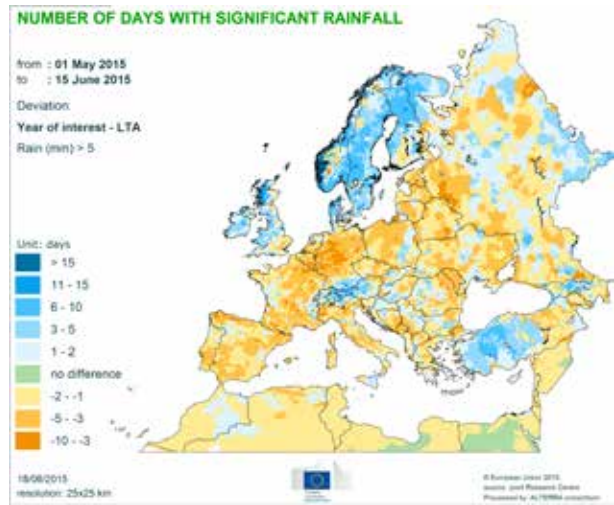 NUMBER OF DAYS WITH SIGNIFICANT RAINFALL
from : 01 May 2015
to : 15 June 2015
Deviation:
Year of interest - LTA
Rain (min) > 5
Unit: days
> 15
11 - 15
6 - 10
3 - 5
1 - 2
no difference
-2 - -1
-5 - -3
-10 - -3
18/08/2015
resolution: 25x25 km
© European Union 2015
source: Joint Research Centre
Processed by: ALTERRA consortium